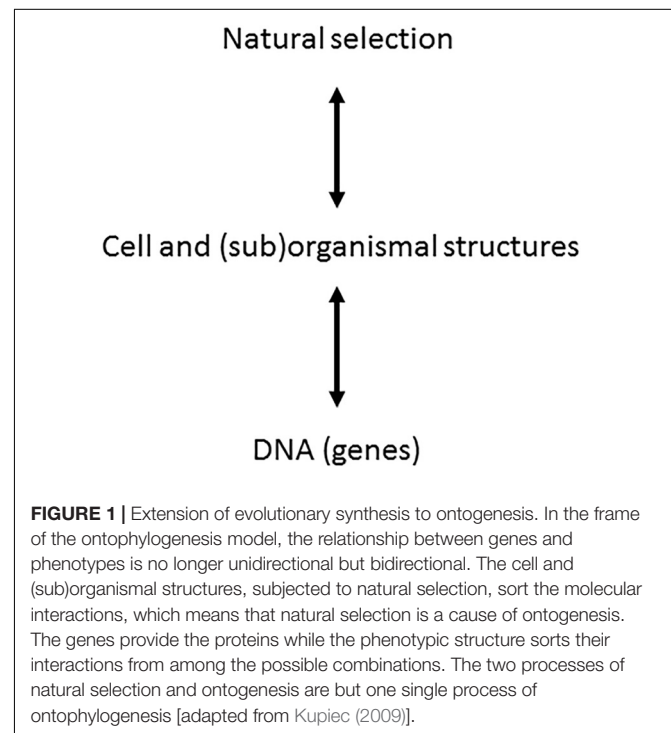 Natural selection
Cell and (sub)organismal structures
DNA (genes)
FIGURE 1 | Extension of evolutionary synthesis to ontogenesis. In the frame
of the ontophylogenesis model, the relationship between genes and
phenotypes is no longer unidirectional but bidirectional. The cell and
(sub)organismal structures, subjected to natural selection, sort the molecular
interactions, which means that natural selection is a cause of ontogenesis.
The genes provide the proteins while the phenotypic structure sorts their
interactions from among the possible combinations. The two processes of
natural selection and ontogenesis are but one single process of
ontophylogenesis [adapted from Kupiec (2009)].